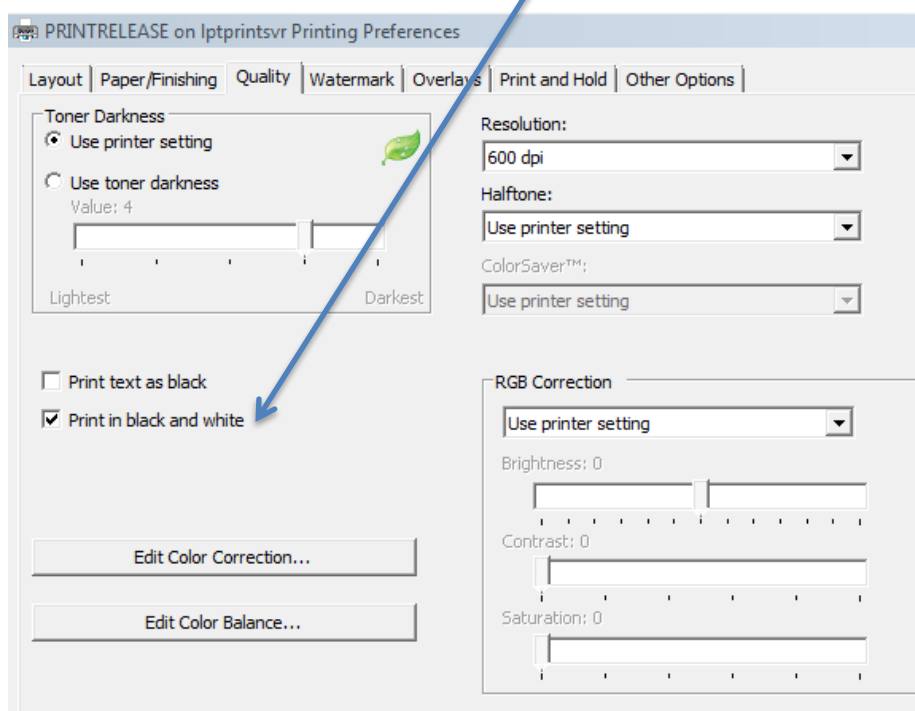 PRINTRELEASE on lptprintsvr Printing Preferences
Layout Paper/Finishing Quality Watermark Overlays Print and Hold Other Options
Toner Darkness
Use printer setting
Use toner darkness
Value: 4
Lightest Darkest
Print text as black
Print in black and white
Edit Color Correction...
Edit Color Balance...
Resolution:
600 dpi
Halftone:
Use printer setting
ColorSaver™:
Use printer setting
RGB Correction
Use printer setting
Brightness: 0
Contrast: 0
Saturation: 0